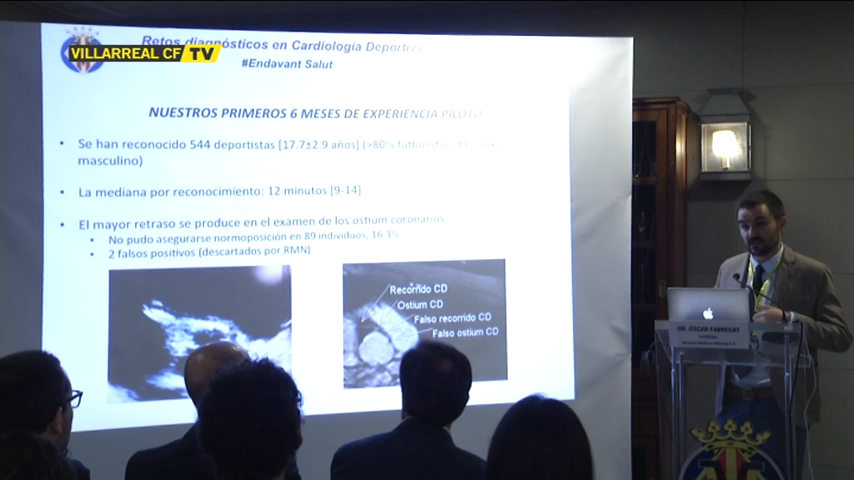 VILLARREAL CF TV
Retos diagnósticos en Cardiología Deportiva
#Endavant Salut
NUESTROS PRIMEROS 6 MESES DE EXPERIENCIA PILOTO
• Se han reconocido 544 deportistas [17.7±2.9 años] (>80% futbolistas,
masculino)
• La mediana por reconocimiento: 12 minutos [9-14]
• El mayor retraso se produce en el examen de los ostium coronarios
• No pudo asegurarse normoposición en 89 individuos, 16.3%
• 2 falsos positivos (descartados por RMN)
Recorrido CD
Ostium CD
Falso recorrido CD
Falso ostium CD
DR. ÓSCAR FABREGAT
Cardiólogo